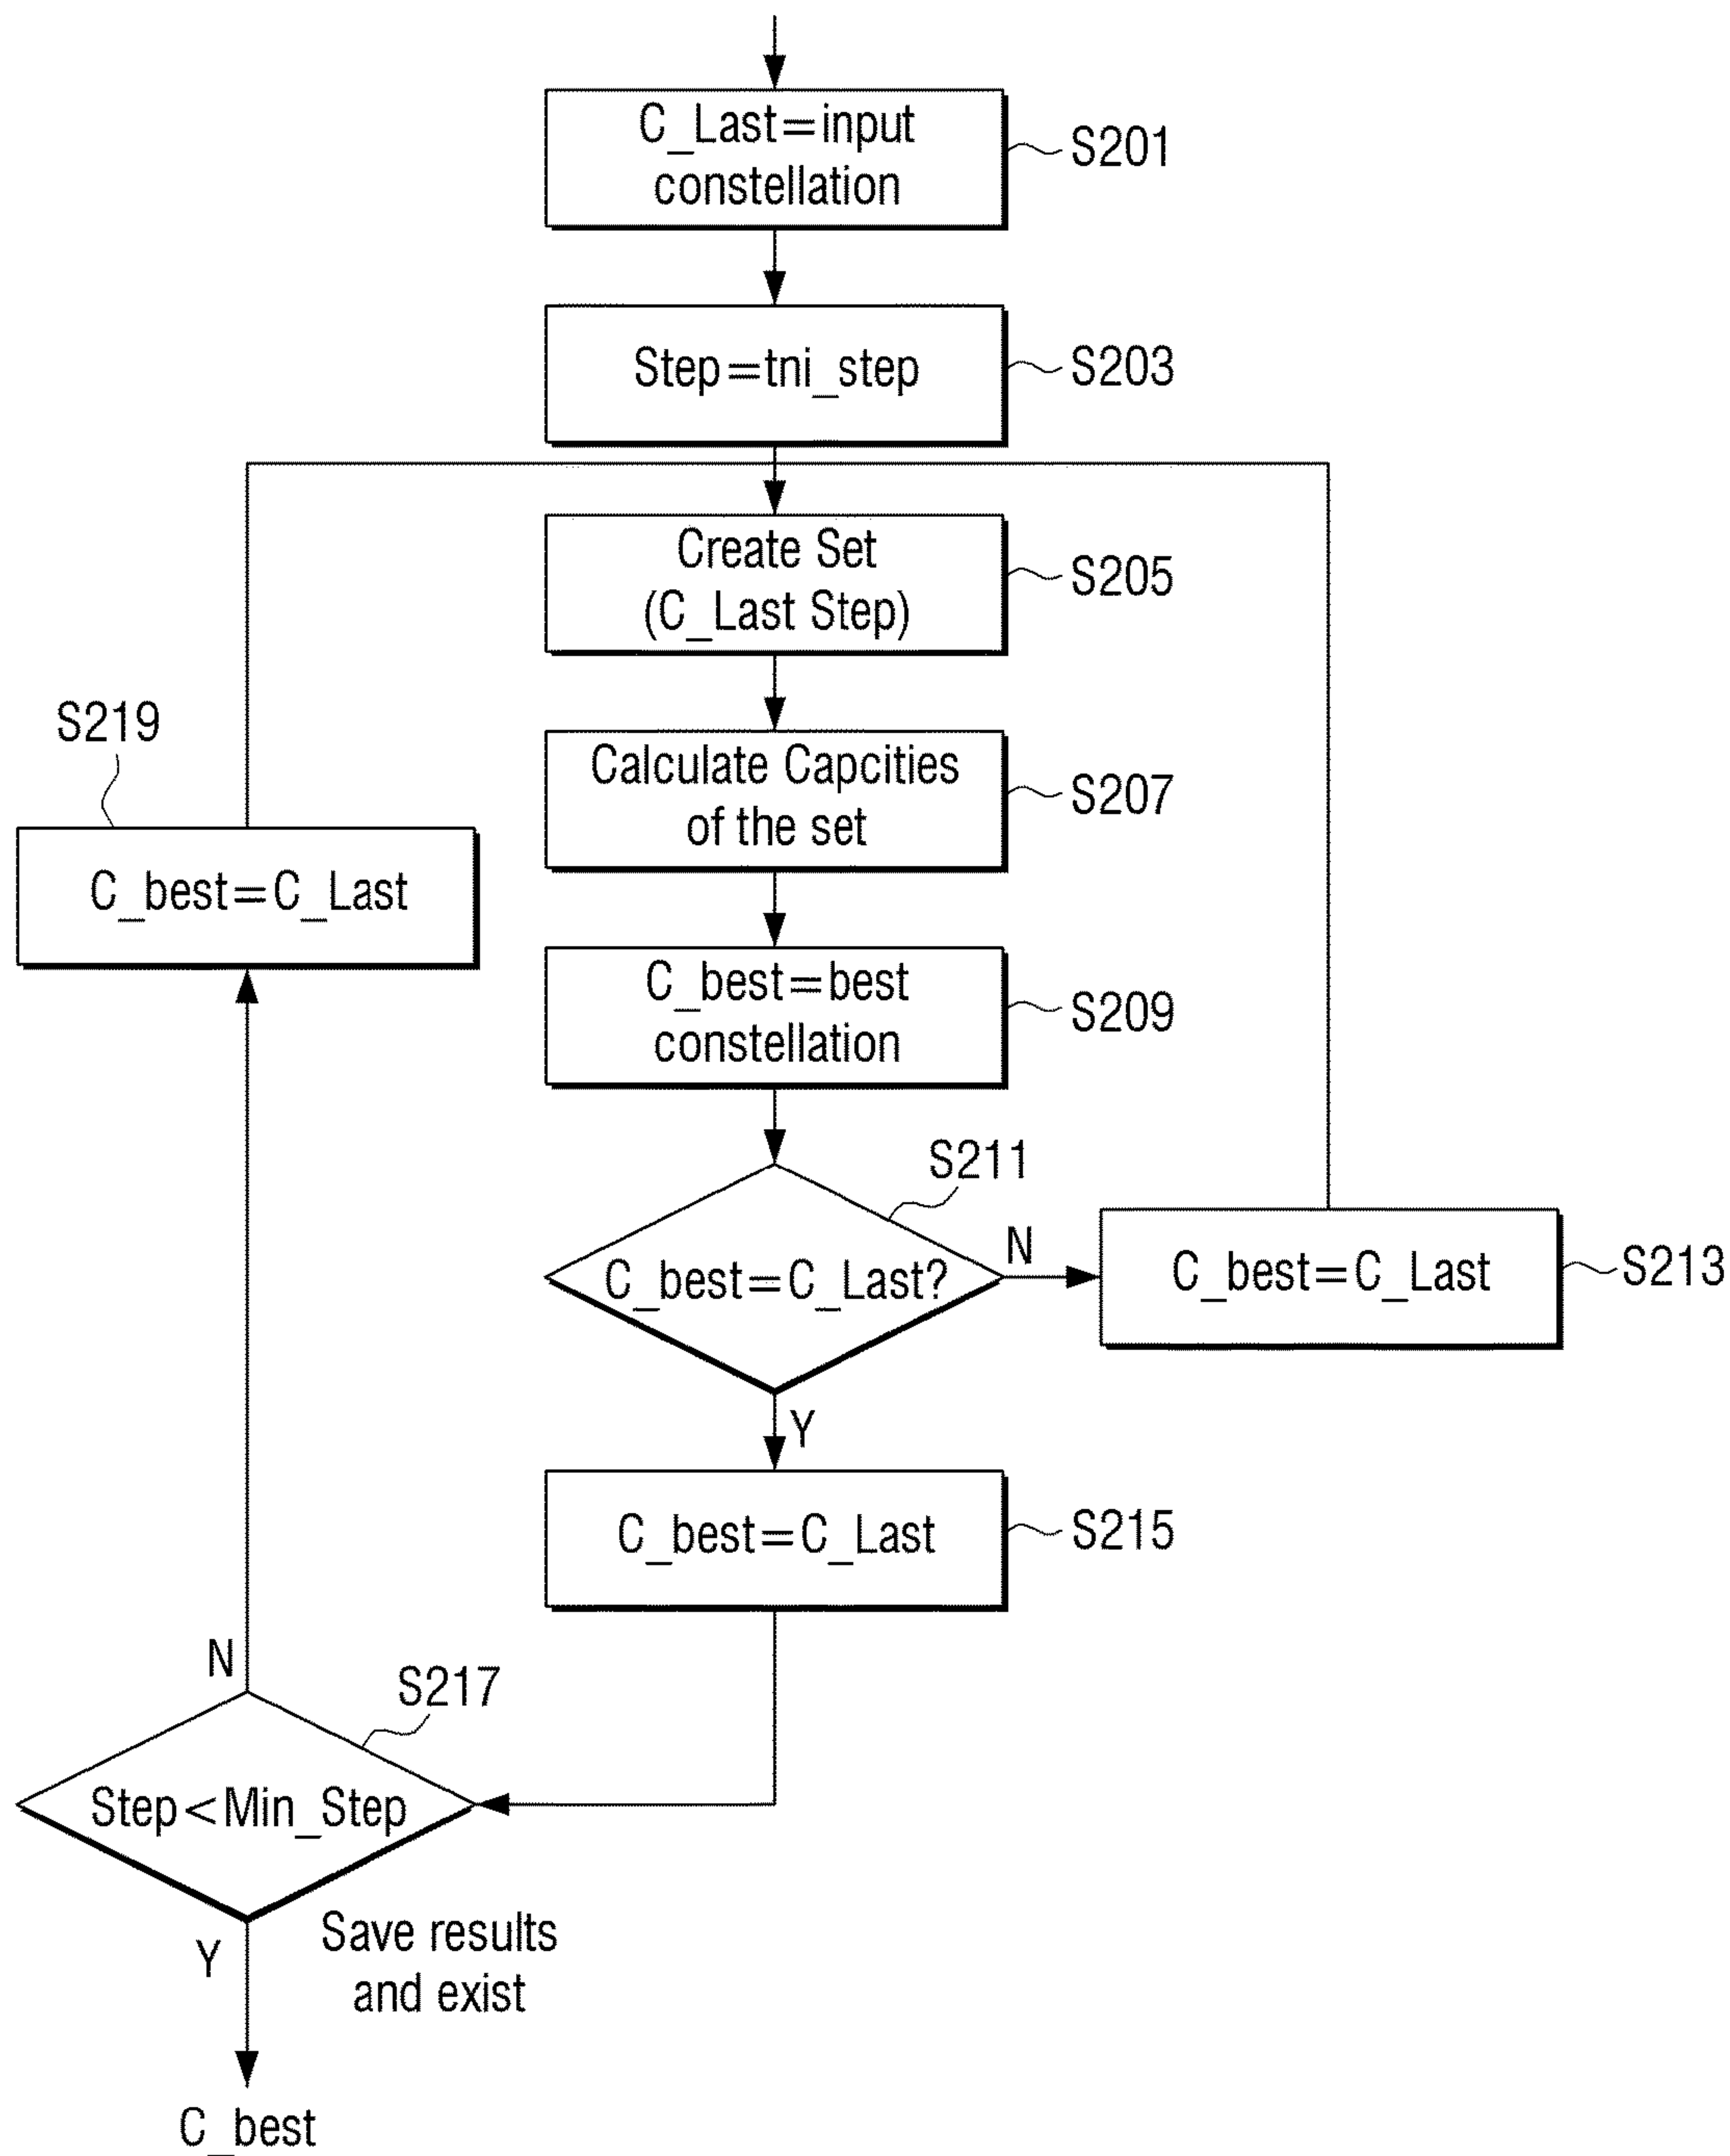 C_Last=input
constellation
S201
Step=tni_step
S203
Create Set
(C_Last Step)
S205
Calculate Capcities
of the set
S207
C_best=best
constellation
S209
S211
C_best=C_Last?
N
C_best=C_Last
S213
Y
C_best=C_Last
S215
S217
Step<Min_Step
N
S219
C_best=C_Last
Y
Save results
and exist
C_best